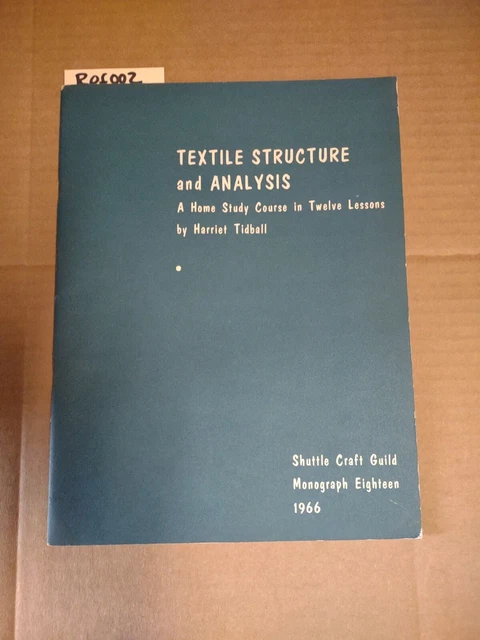 ROF002
TEXTILE STRUCTURE
and ANALYSIS
A Home Study Course in Twelve Lessons
by Harriet Tidball
Shuttle Craft Guild
Monograph Eighteen
1966